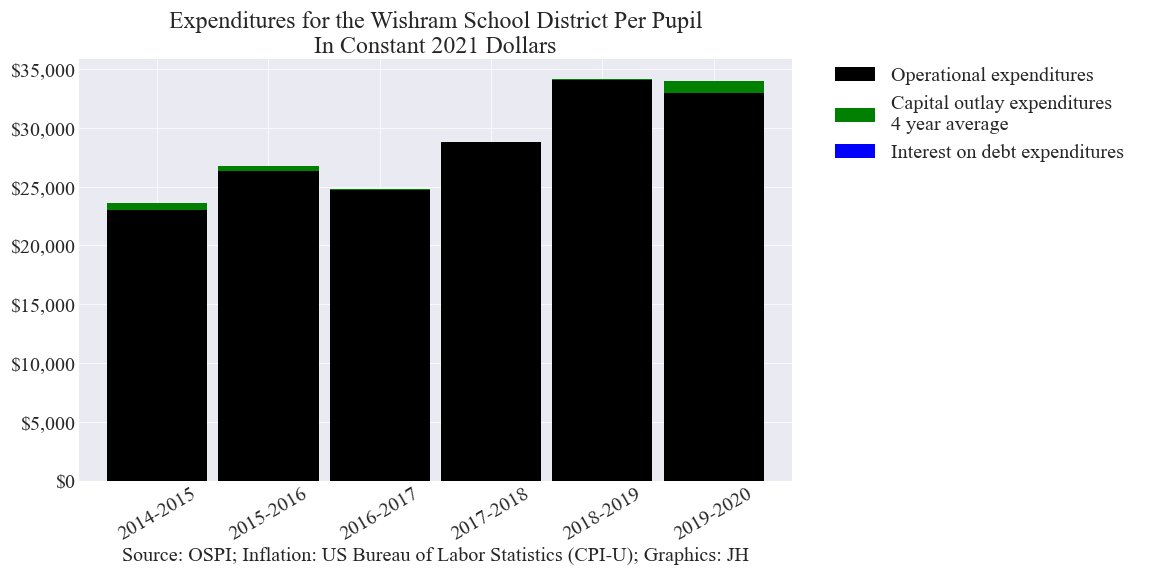 Expenditures for the Wishram School District Per Pupil
In Constant 2021 Dollars
$35,000
$30,000
$25,000
$20,000
$15,000
$10,000
$5,000
$0
2014-2015
2015-2016
2016-2017
2017-2018
2018-2019
2019-2020
Source: OSPI; Inflation: US Bureau of Labor Statistics (CPI-U); Graphics: JH
Operational expenditures
Capital outlay expenditures
4 year average
Interest on debt expenditures